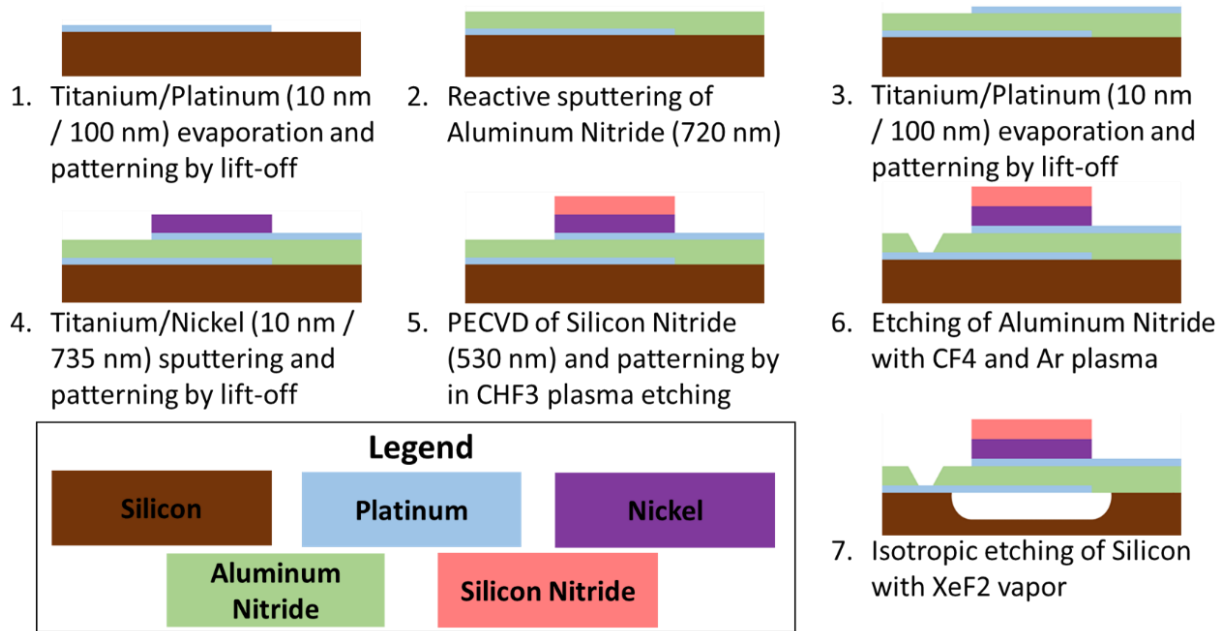 1. Titanium/Platinum (10 nm
/ 100 nm) evaporation and
patterning by lift-off
2. Reactive sputtering of
Aluminum Nitride (720 nm)
3. Titanium/Platinum (10 nm
/ 100 nm) evaporation and
patterning by lift-off
4. Titanium/Nickel (10 nm /
735 nm) sputtering and
patterning by lift-off
5. PECVD of Silicon Nitride
(530 nm) and patterning by
in CHF3 plasma etching
6. Etching of Aluminum Nitride
with CF4 and Ar plasma
Legend
Silicon
Platinum
Nickel
Aluminum
Nitride
Silicon Nitride
7. Isotropic etching of Silicon
with XeF2 vapor